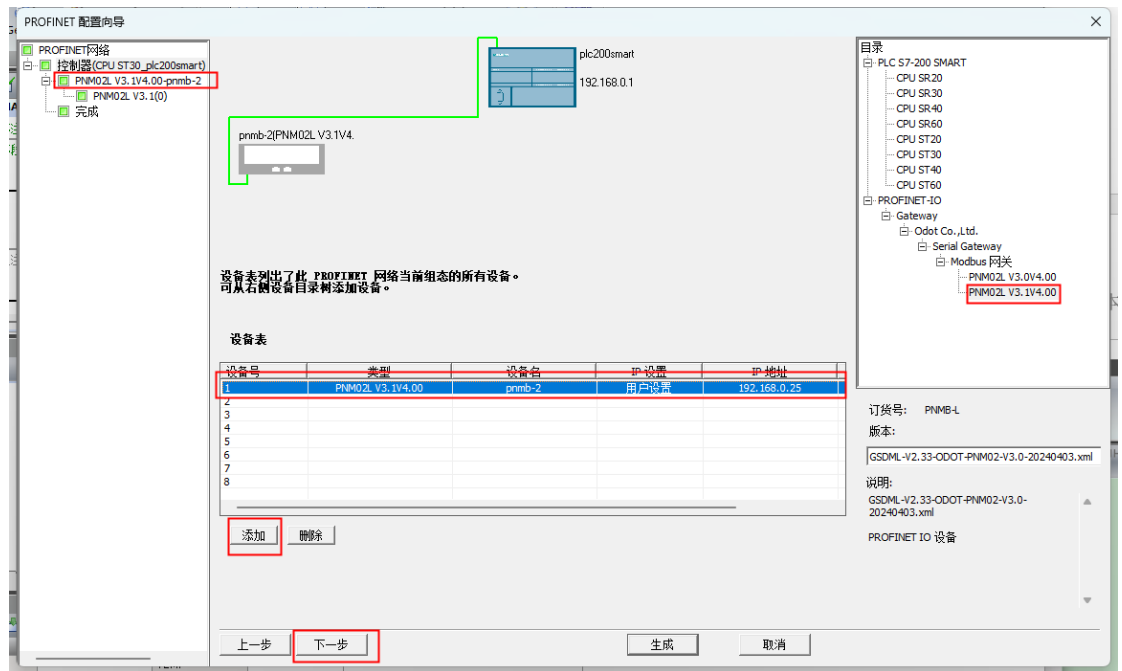 PROFINET 配置向导
PROFINET网络
控制器(CPU ST30_plc200smart)
PNM02L V3.1V4.00-pnmb-2
PNM02L V3.1(0)
完成
plc200smart
192.168.0.1
pnmb-2(PNM02L V3.1V4.
设备表列出了此 PROFINET 网络当前组态的所有设备。
可从右侧设备目录树添加设备。
设备表
设备号 类型 设备名 IP 设置 IP 地址
1 PNM02L V3.1V4.00 pnmb-2 用户设置 192.168.0.25
2
3
4
5
6
7
8
添加 删除
上一步 下一步 生成 取消
目录
PLC S7-200 SMART
CPU SR20
CPU SR30
CPU SR40
CPU SR60
CPU ST20
CPU ST30
CPU ST40
CPU ST60
PROFINET-IO
Gateway
Odot Co.,Ltd.
Serial Gateway
Modbus 网关
PNM02L V3.0V4.00
PNM02L V3.1V4.00
订货号: PNMB-L
版本:
GSDML-V2.33-ODOT-PNM02-V3.0-20240403.xml
说明:
GSDML-V2.33-ODOT-PNM02-V3.0-
20240403.xml
PROFINET IO 设备